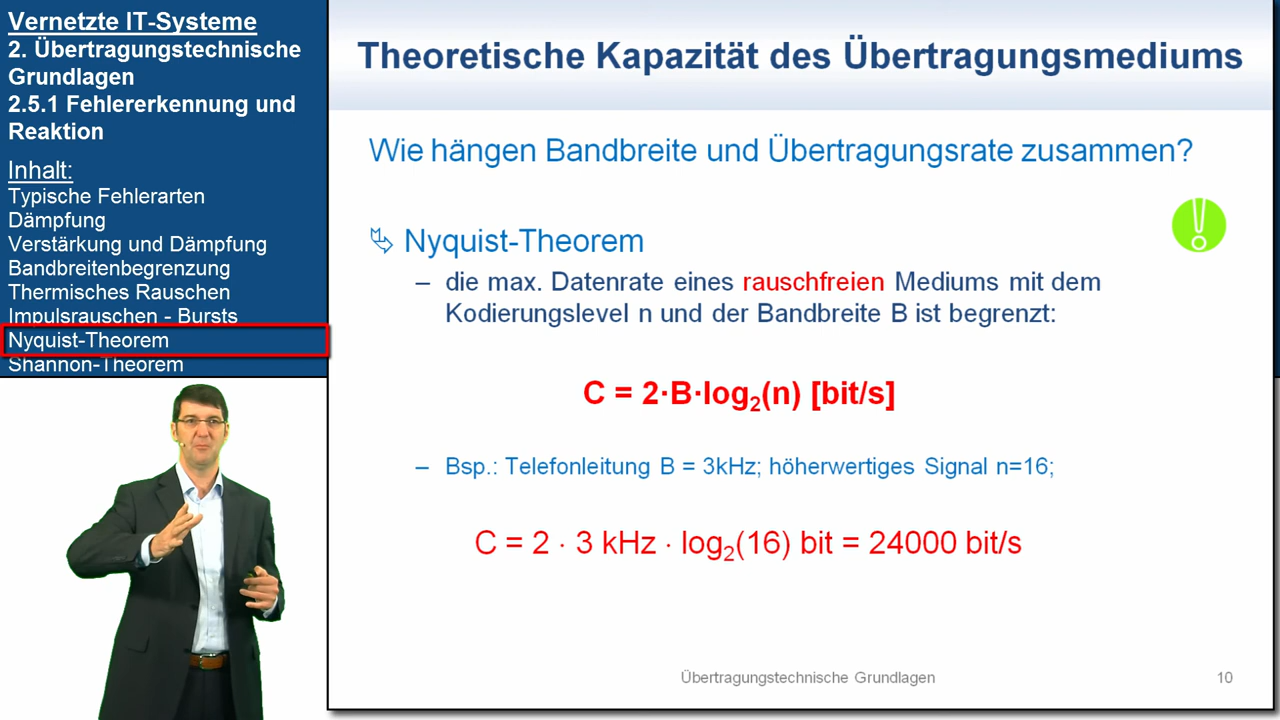 Vernetzte IT-Systeme
2. Übertragungstechnische
Grundlagen
2.5.1 Fehlererkennung und
Reaktion
Inhalt:
Typische Fehlerarten
Dämpfung
Verstärkung und Dämpfung
Bandbreitenbegrenzung
Thermisches Rauschen
Impulsrauschen - Bursts
Nyquist-Theorem
Shannon-Theorem
Theoretische Kapazität des Übertragungsmediums
Wie hängen Bandbreite und Übertragungsrate zusammen?
Nyquist-Theorem
– die max. Datenrate eines rauschfreien Mediums mit dem
Kodierungslevel n und der Bandbreite B ist begrenzt:
C = 2·B·log₂(n) [bit/s]
– Bsp.: Telefonleitung B = 3kHz; höherwertiges Signal n=16;
C = 2 · 3 kHz · log₂(16) bit = 24000 bit/s
Übertragungstechnische Grundlagen
10